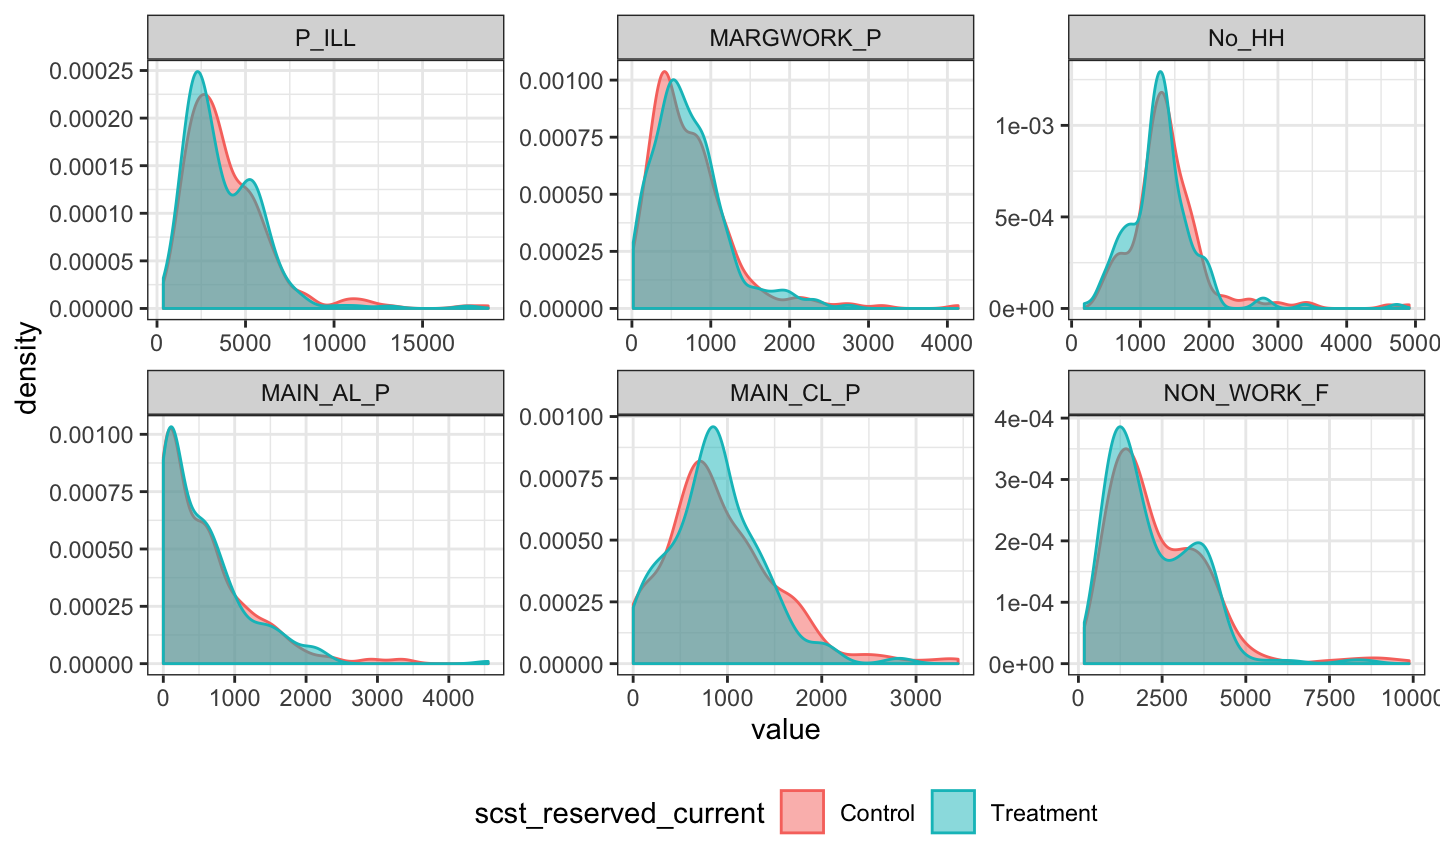 P_ILL
MARGWORK_P
No_HH
0.00025
0.00020
0.00015
0.00010
0.00005
0.00000
0.00100
0.00075
0.00050
0.00025
0.00000
1e-03
5e-04
0e+00
0 5000 10000 15000
0 1000 2000 3000 4000
0 1000 2000 3000 4000 5000
density
MAIN_AL_P
MAIN_CL_P
NON_WORK_F
0.00100
0.00075
0.00050
0.00025
0.00000
0.00100
0.00075
0.00050
0.00025
0.00000
4e-04
3e-04
2e-04
1e-04
0e+00
0 1000 2000 3000 4000
0 1000 2000 3000
0 2500 5000 7500 10000
value
scst_reserved_current Control Treatment